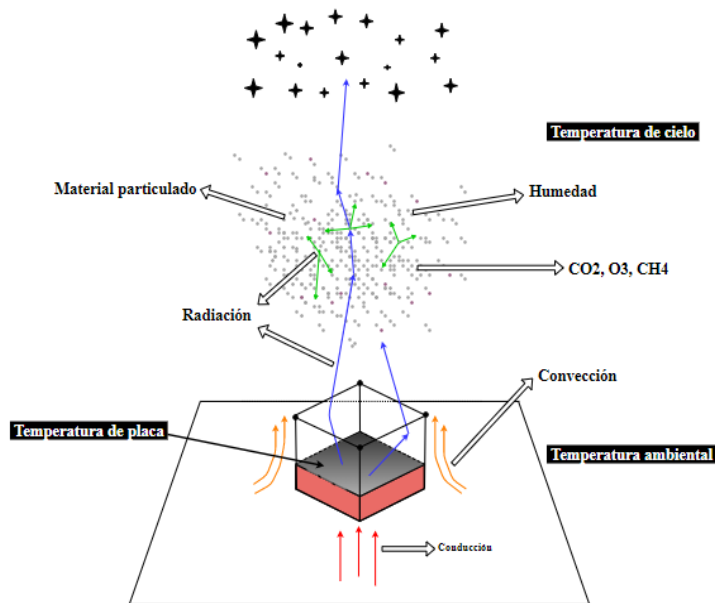 Temperatura de cielo
Material particulado
Humedad
CO2, O3, CH4
Radiación
Convección
Temperatura de placa
Temperatura ambiental
Conducción